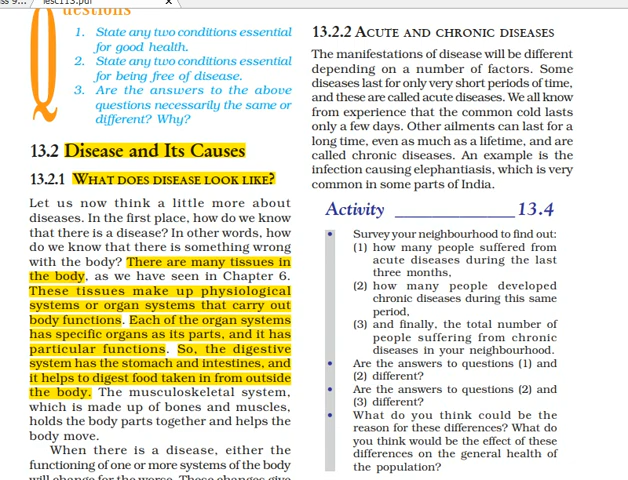 ss 9... iesc113.pdf x
Questions
1. State any two conditions essential
for good health.
2. State any two conditions essential
for being free of disease.
3. Are the answers to the above
questions necessarily the same or
different? Why?
13.2 Disease and Its Causes
13.2.1 WHAT DOES DISEASE LOOK LIKE?
Let us now think a little more about
diseases. In the first place, how do we know
that there is a disease? In other words, how
do we know that there is something wrong
with the body? There are many tissues in
the body, as we have seen in Chapter 6.
These tissues make up physiological
systems or organ systems that carry out
body functions. Each of the organ systems
has specific organs as its parts, and it has
particular functions. So, the digestive
system has the stomach and intestines, and
it helps to digest food taken in from outside
the body. The musculoskeletal system,
which is made up of bones and muscles,
holds the body parts together and helps the
body move.
When there is a disease, either the
functioning of one or more systems of the body
will change for the worse. These changes give
13.2.2 ACUTE AND CHRONIC DISEASES
The manifestations of disease will be different
depending on a number of factors. Some
diseases last for only very short periods of time,
and these are called acute diseases. We all know
from experience that the common cold lasts
only a few days. Other ailments can last for a
long time, even as much as a lifetime, and are
called chronic diseases. An example is the
infection causing elephantiasis, which is very
common in some parts of India.
Activity ____________ 13.4
• Survey your neighbourhood to find out:
(1) how many people suffered from
acute diseases during the last
three months,
(2) how many people developed
chronic diseases during this same
period,
(3) and finally, the total number of
people suffering from chronic
diseases in your neighbourhood.
• Are the answers to questions (1) and
(2) different?
• Are the answers to questions (2) and
(3) different?
• What do you think could be the
reason for these differences? What do
you think would be the effect of these
differences on the general health of
the population?